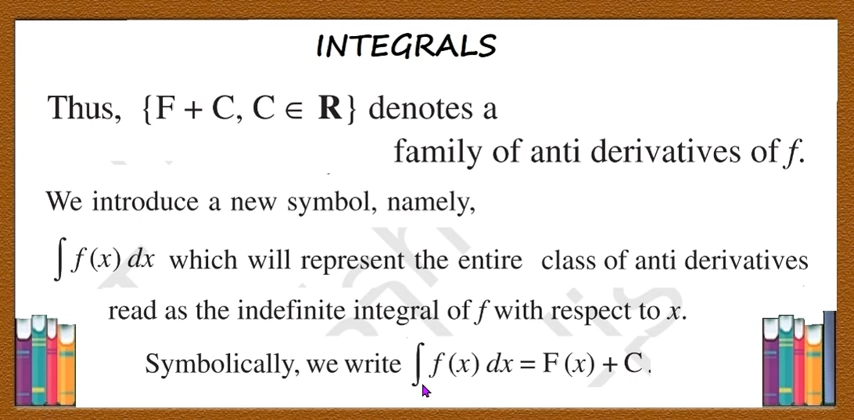 INTEGRALS
Thus, {F + C, C ∈ R} denotes a
family of anti derivatives of f.
We introduce a new symbol, namely,
∫ f (x) dx which will represent the entire class of anti derivatives
read as the indefinite integral of f with respect to x.
Symbolically, we write ∫ f (x) dx = F (x) + C.